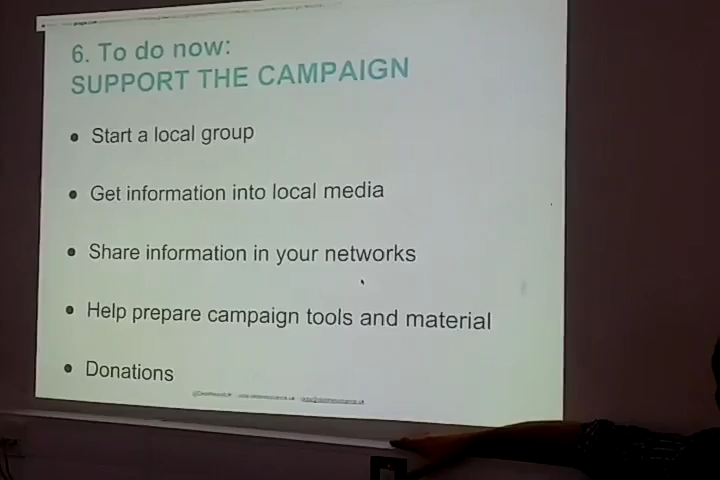 6. To do now:
SUPPORT THE CAMPAIGN
• Start a local group
• Get information into local media
• Share information in your networks
• Help prepare campaign tools and material
• Donations